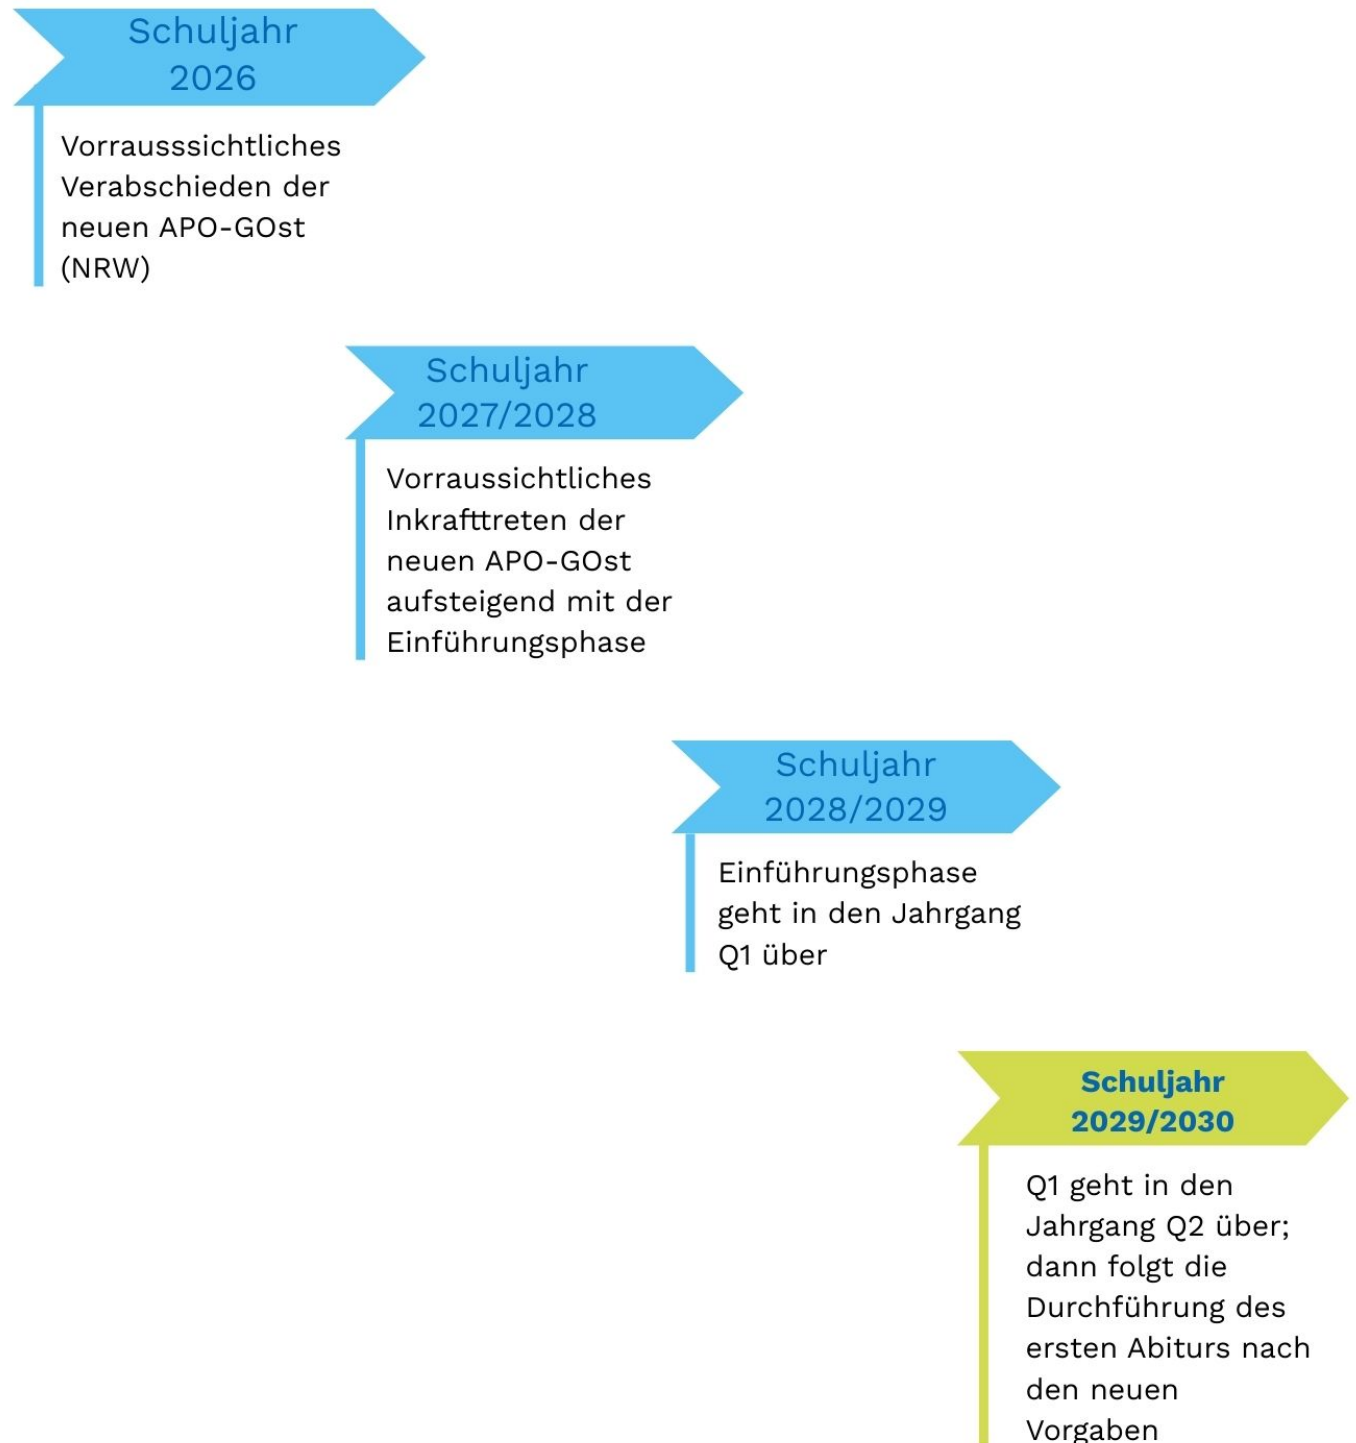 Schuljahr
2026
Vorrausssichtliches
Verabschieden der
neuen APO-GOst
(NRW)
Schuljahr
2027/2028
Vorraussichtliches
Inkrafttreten der
neuen APO-GOst
aufsteigend mit der
Einführungsphase
Schuljahr
2028/2029
Einführungsphase
geht in den Jahrgang
Q1 über
Schuljahr
2029/2030
Q1 geht in den
Jahrgang Q2 über;
dann folgt die
Durchführung des
ersten Abiturs nach
den neuen
Vorgaben